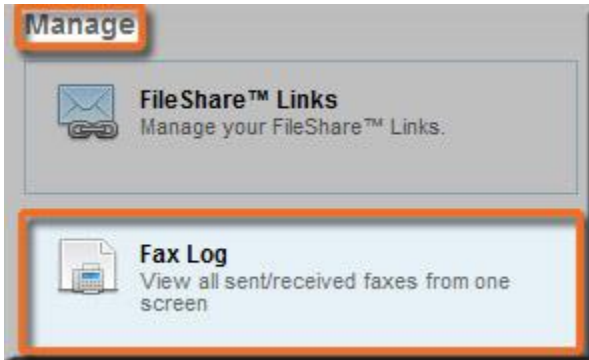 Manage
FileShare™ Links
Manage your FileShare™ Links.
Fax Log
View all sent/received faxes from one
screen